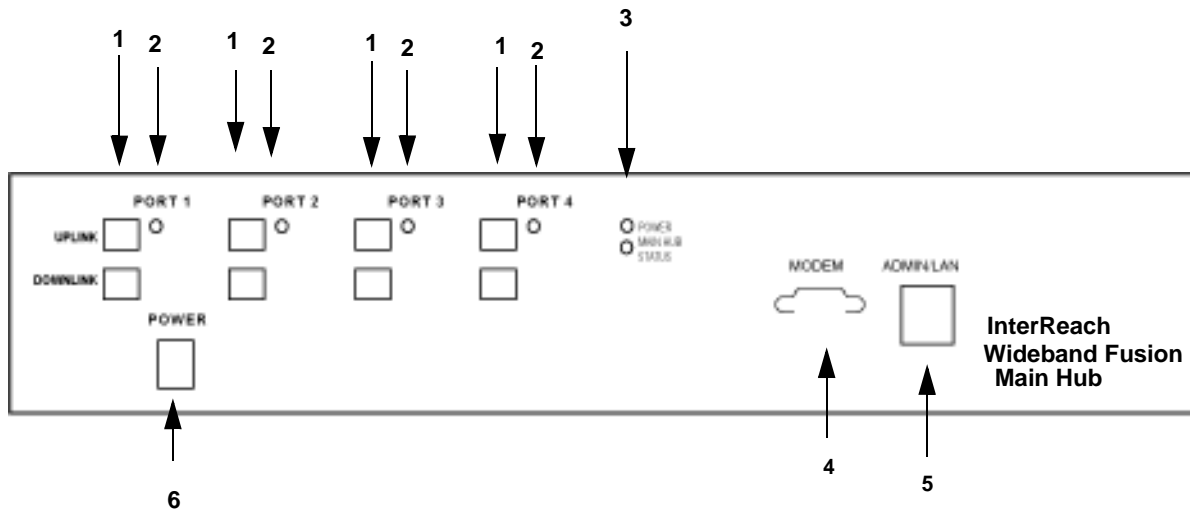 3
1 2 1 2 1 2 1 2
PORT 1 PORT 2 PORT 3 PORT 4
UPLINK
POWER
MAIN HUB
STATUS
DOWNLINK
MODEM ADMIN/LAN
POWER
InterReach
Wideband Fusion
Main Hub
4
5
6